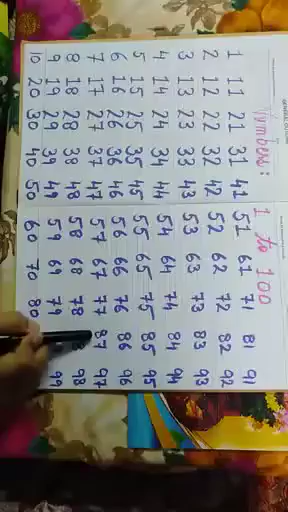 GENERAL
Numbers: 1 to 100
1 11 21 31 41 51 61 71 81 91
2 12 22 32 42 52 62 72 82 92
3 13 23 33 43 53 63 73 83 93
4 14 24 34 44 54 64 74 84 94
5 15 25 35 45 55 65 75 85 95
6 16 26 36 46 56 66 76 86 96
7 17 27 37 47 57 67 77 87 97
8 18 28 38 48 58 68 78 98
9 19 29 39 49 59 69 79 99
10 20 30 40 50 60 70 80